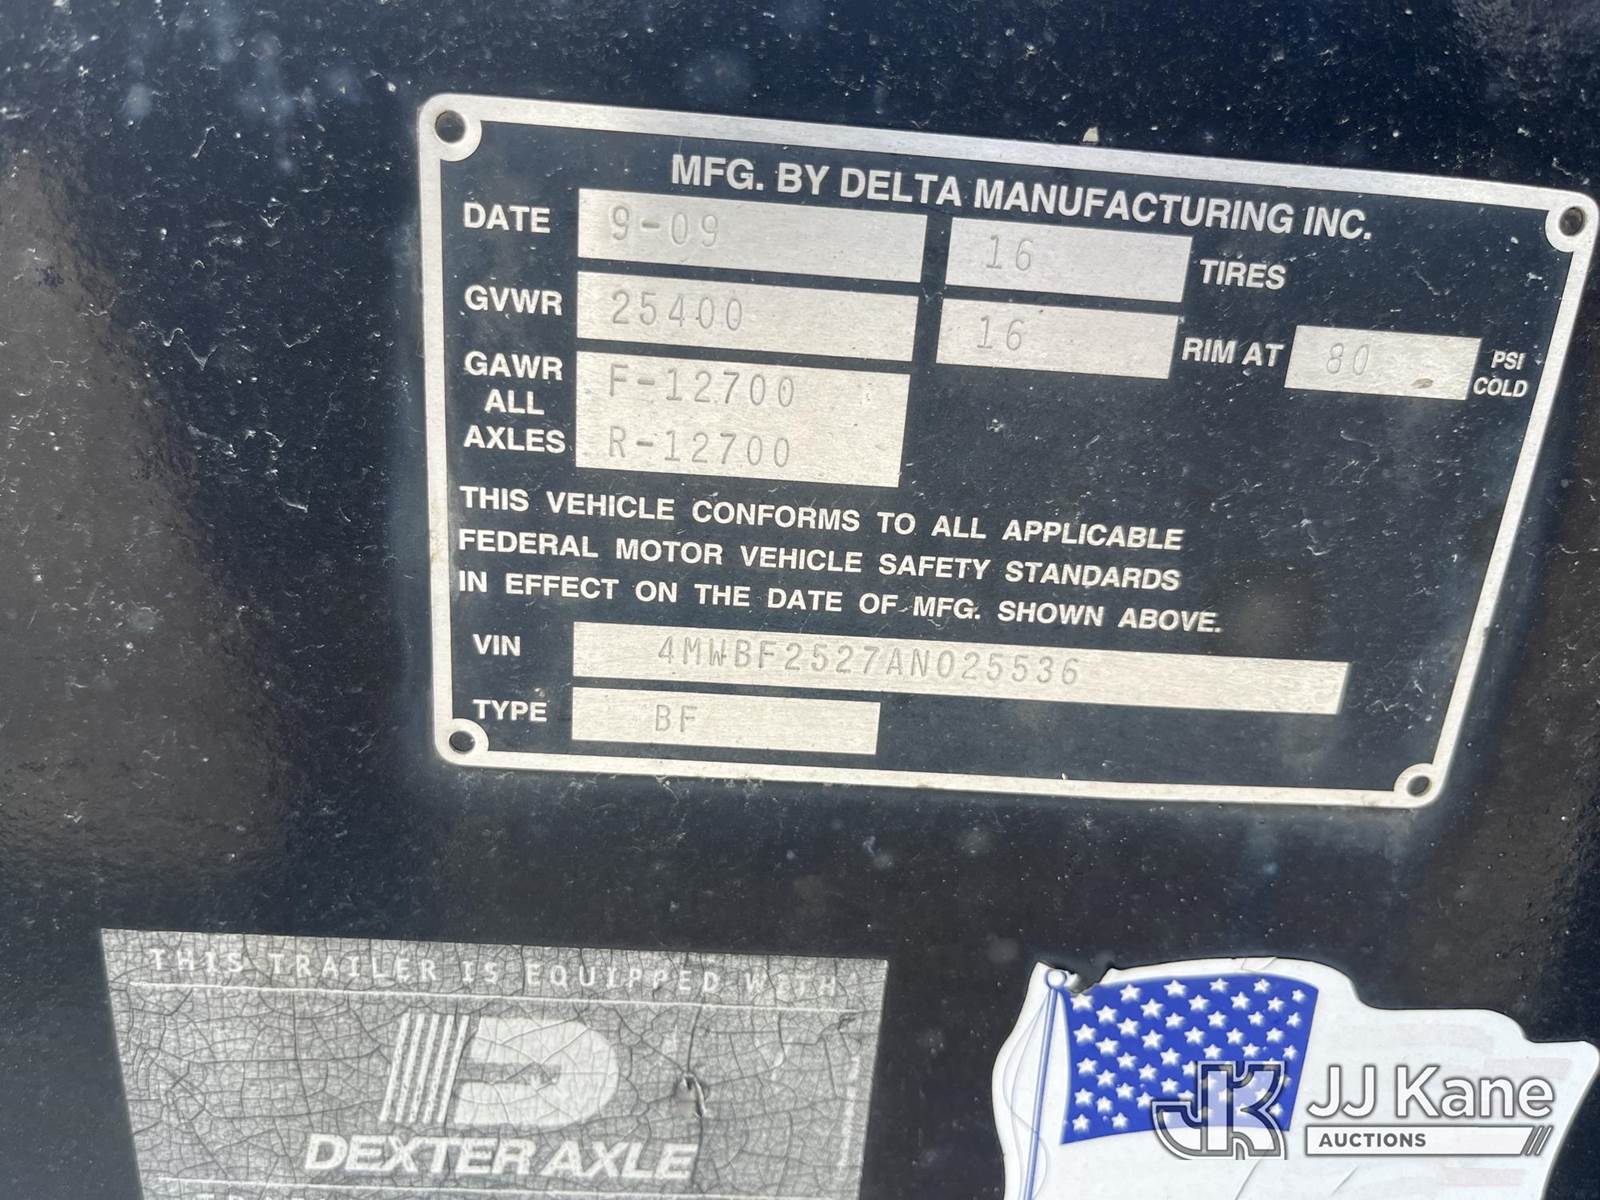 MFG. BY DELTA MANUFACTURING INC.
DATE 9-09 16 TIRES
GVWR 25400 16 RIM AT 80 PSI COLD
GAWR ALL AXLES F-12700
R-12700
THIS VEHICLE CONFORMS TO ALL APPLICABLE
FEDERAL MOTOR VEHICLE SAFETY STANDARDS
IN EFFECT ON THE DATE OF MFG. SHOWN ABOVE.
VIN 4MWBF2527AN025536
TYPE BF
THIS TRAILER IS EQUIPPED WITH
DEXTER AXLE
JK JJ Kane
AUCTIONS